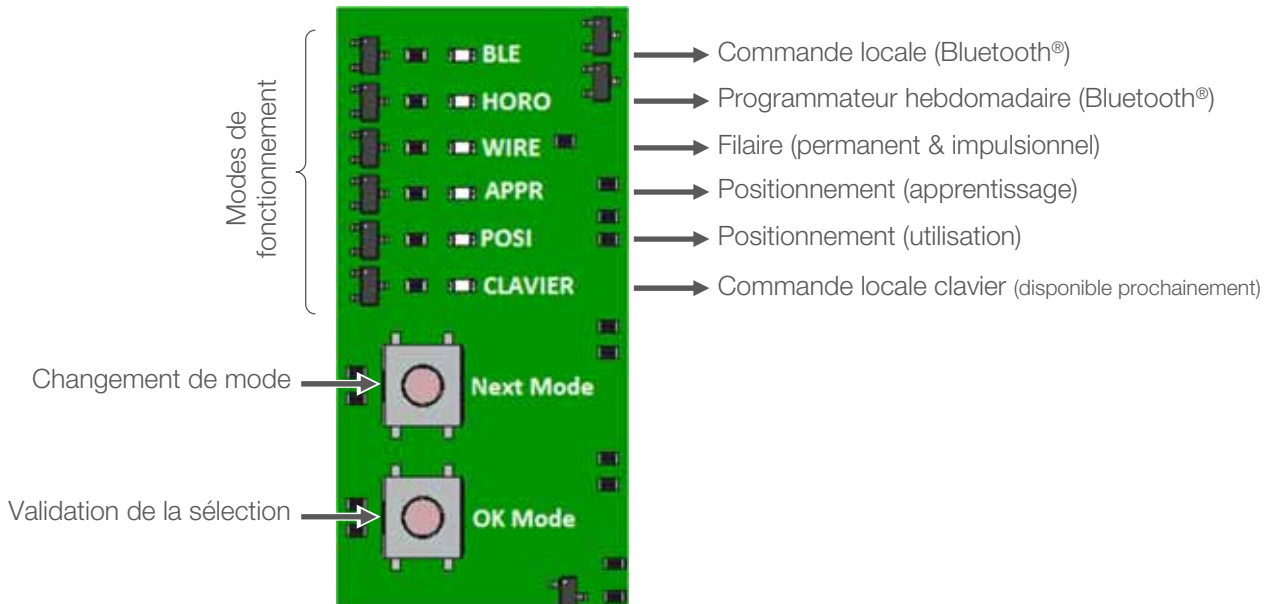 Modes de
fonctionnement
BLE
Commande locale (Bluetooth®)
HORO
Programmateur hebdomadaire (Bluetooth®)
WIRE
Filaire (permanent & impulsionnel)
APPR
Positionnement (apprentissage)
POSI
Positionnement (utilisation)
CLAVIER
Commande locale clavier (disponible prochainement)
Changement de mode
Next Mode
Validation de la sélection
OK Mode